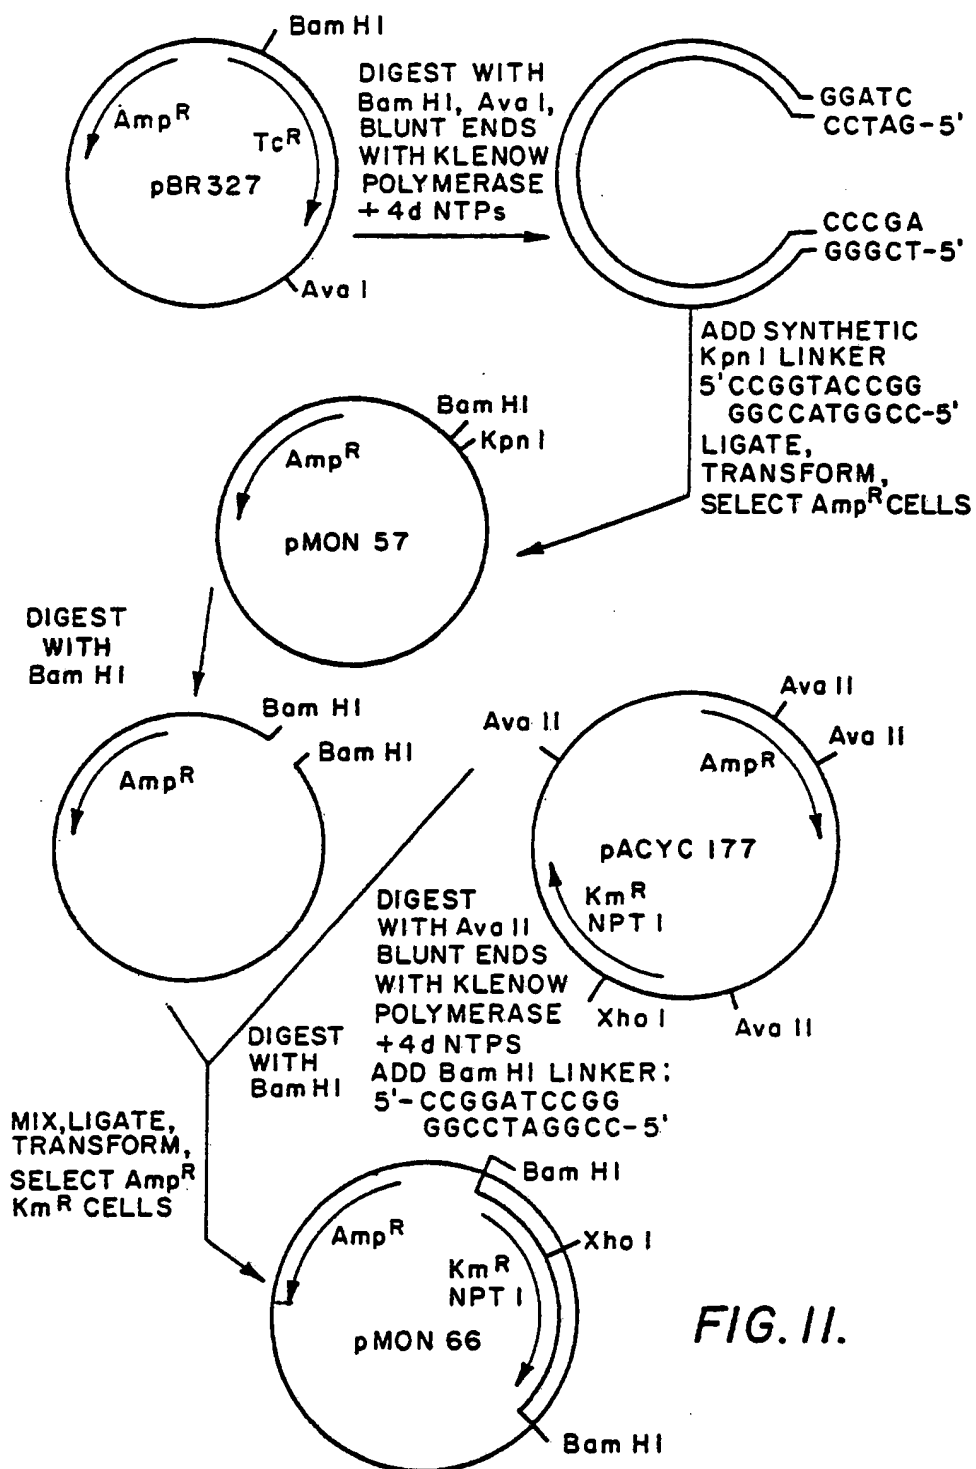 Bam HI
Amp^R
Tc^R
pBR327
Ava I
DIGEST WITH
Bam HI, Ava I,
BLUNT ENDS
WITH KLENOW
POLYMERASE
+ 4d NTPs
GGATC
CCTAG-5'
CCCGA
GGGCT-5'
ADD SYNTHETIC
Kpn I LINKER
5'CCGGTACCGG
GGCCATGGCC-5'
LIGATE,
TRANSFORM,
SELECT Amp^R CELLS
Bam HI
Kpn I
Amp^R
pMON 57
DIGEST
WITH
Bam HI
Bam HI
Bam HI
Amp^R
Ava II
Ava II
Ava II
Amp^R
pACYC 177
Km^R
NPT I
Xho I
Ava II
DIGEST
WITH Ava II
BLUNT ENDS
WITH KLENOW
POLYMERASE
+4d NTPS
ADD Bam HI LINKER:
5'-CCGGATCCGG
GGCCTAGGCC-5'
DIGEST
WITH
Bam HI
MIX, LIGATE,
TRANSFORM,
SELECT Amp^R
Km^R CELLS
Bam HI
Amp^R
Xho I
Km^R
NPT I
pMON 66
Bam HI
FIG. 11.